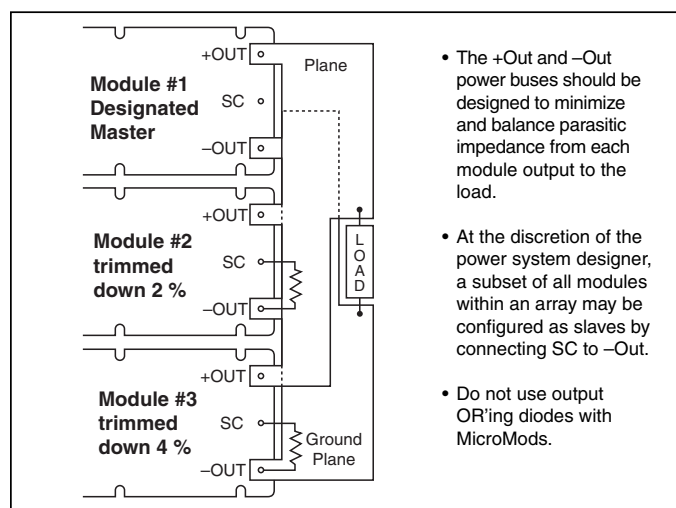 Module #1
Designated
Master
+OUT
SC
–OUT
Plane
Module #2
trimmed
down 2 %
+OUT
SC
–OUT
Module #3
trimmed
down 4 %
+OUT
SC
–OUT
Ground
Plane
LOAD
• The +Out and –Out
power buses should be
designed to minimize
and balance parasitic
impedance from each
module output to the
load.
• At the discretion of the
power system designer,
a subset of all modules
within an array may be
configured as slaves by
connecting SC to –Out.
• Do not use output
OR'ing diodes with
MicroMods.